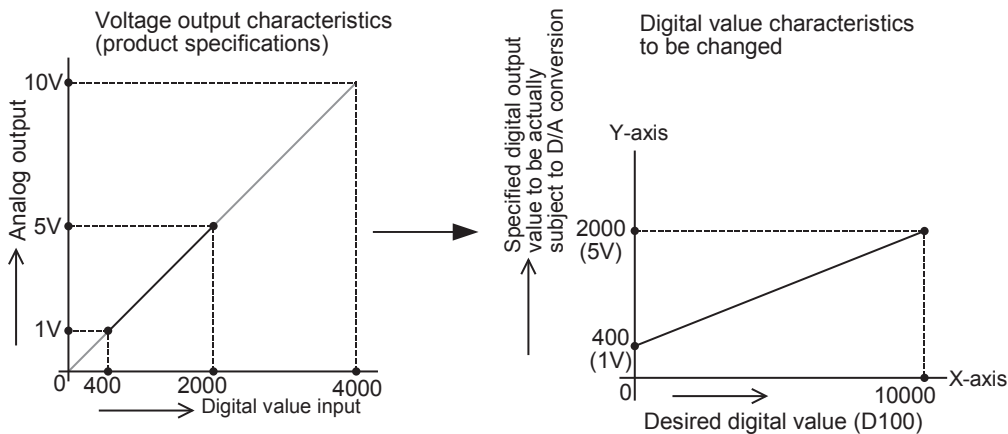 Voltage output characteristics
(product specifications)
10V
5V
1V
0
400
2000
4000
Analog output
Digital value input
Digital value characteristics
to be changed
Specified digital output
value to be actually
subject to D/A conversion
Y-axis
2000
(5V)
400
(1V)
0
10000
X-axis
Desired digital value (D100)